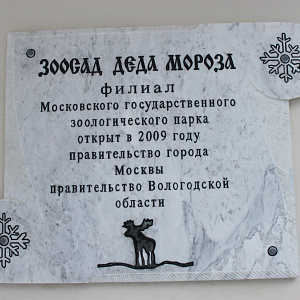 ЗООСАД ДЕДА МОРОЗА
филиал
Московского государственного
зоологического парка
открыт в 2009 году
правительство города
Москвы
правительство Вологодской
области